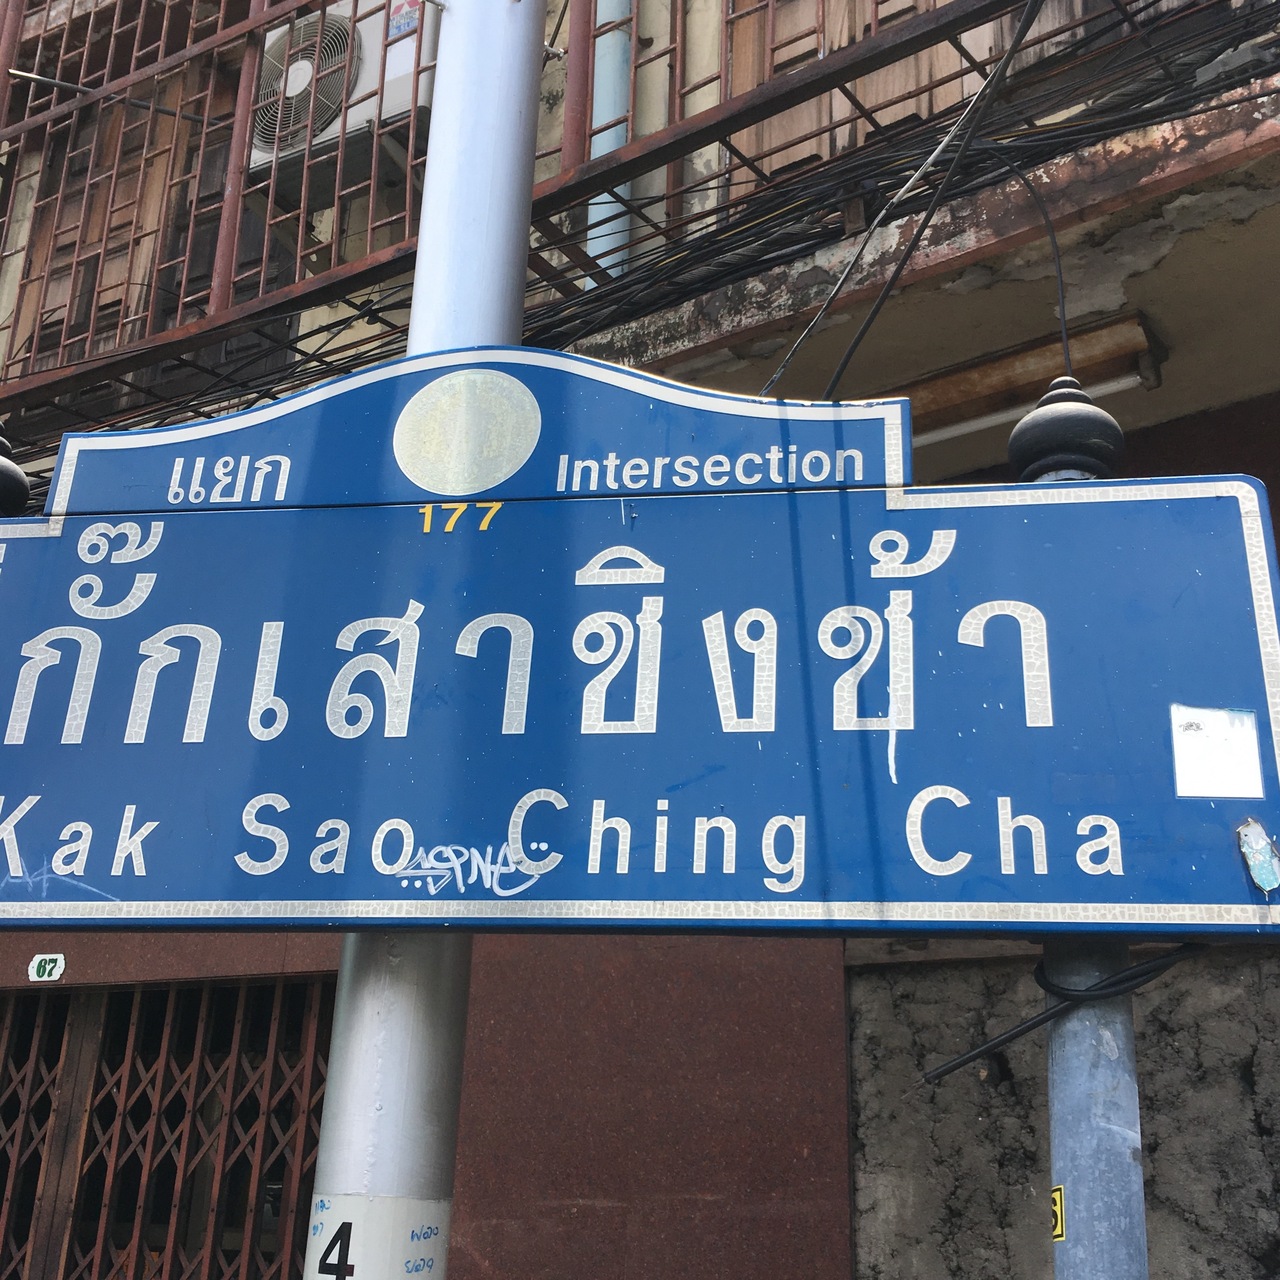 แยก Intersection
177
กั๊กเสาชิงช้า
Kak Sao Ching Cha
ASPNE
67
4